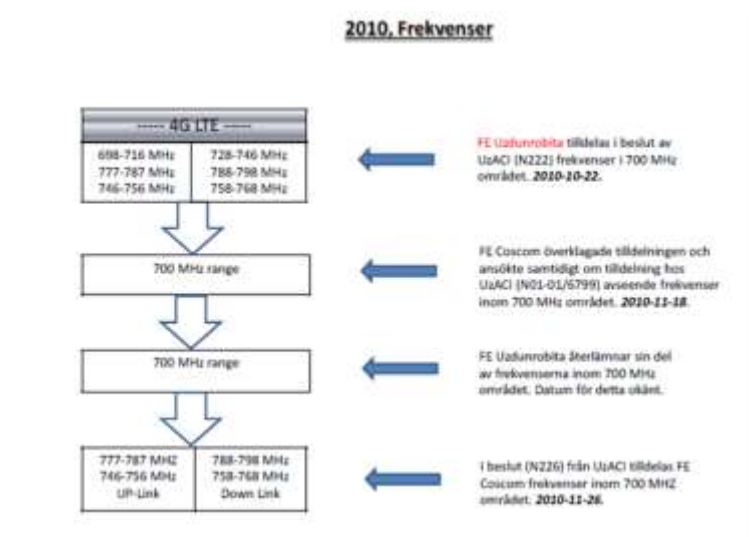 2010, Frekvenser
----- 4G LTE -----
698-716 MHz
777-787 MHz
746-756 MHz
728-746 MHz
788-798 MHz
758-768 MHz
FE Uzdunrobita tilldelas i beslut av
UzACI (N222) frekvenser i 700 MHz
området. 2010-10-22.
700 MHz range
FE Coscom överklagade tilldelningen och
ansökte samtidigt om tilldelning hos
UzACI (N01-01/6799) avseende frekvenser
inom 700 MHz området. 2010-11-18.
700 MHz range
FE Uzdunrobita återlämnar sin del
av frekvenserna inom 700 MHz
området. Datum för detta okänt.
777-787 MHZ
746-756 MHz
UP-Link
788-798 MHz
758-768 MHz
Down Link
I beslut (N226) från UzACI tilldelas FE
Coscom frekvenser inom 700 MHZ
området. 2010-11-26.